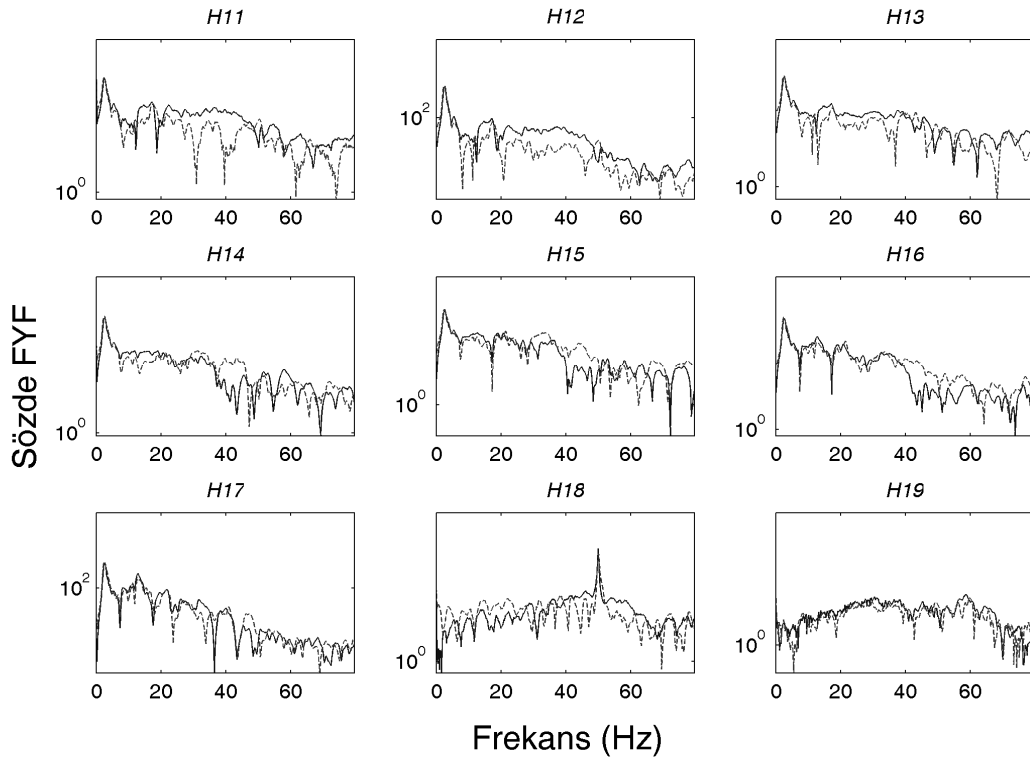 H11 H12 H13
10^2
10^0 10^0
0 20 40 60 0 20 40 60 0 20 40 60
H14 H15 H16
10^0 10^0 10^0
0 20 40 60 0 20 40 60 0 20 40 60
Sözde FYF
H17 H18 H19
10^2 10^0 10^0
0 20 40 60 0 20 40 60 0 20 40 60
Frekans (Hz)